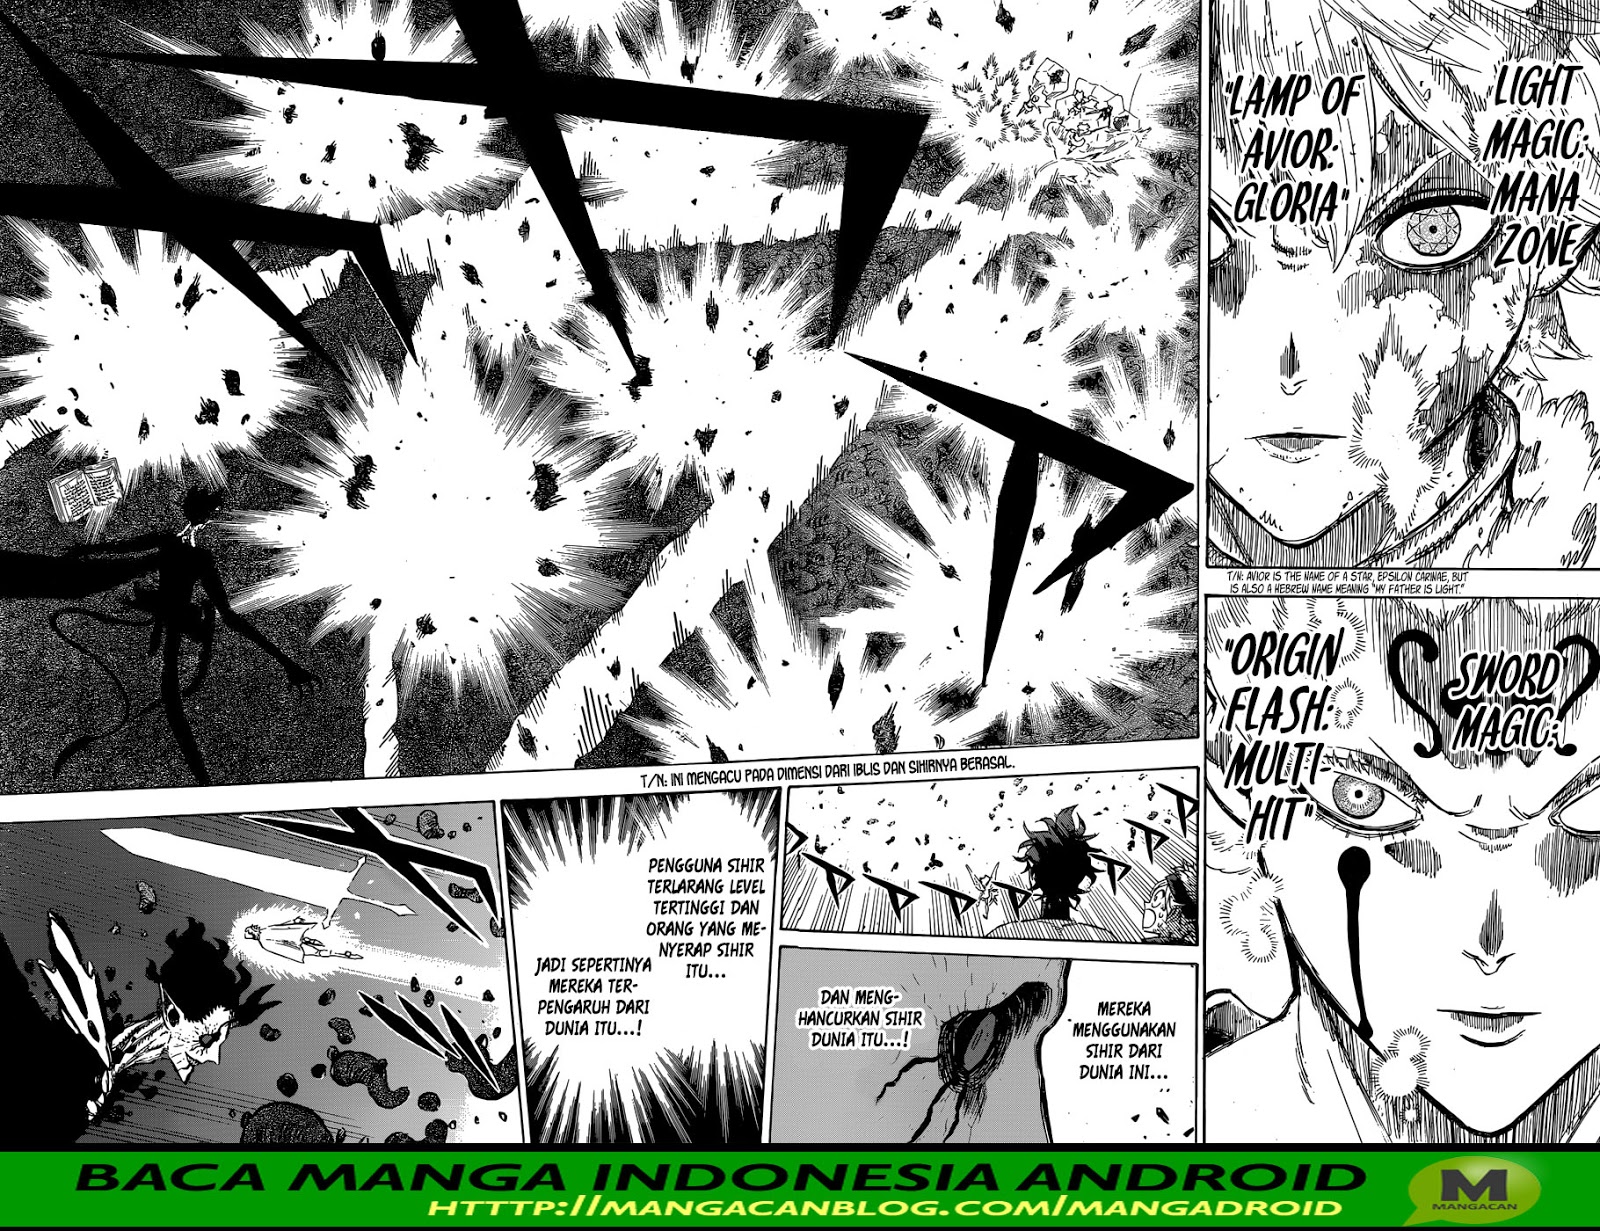 LIGHT
MAGIC:
MANA
ZONE
"LAMP OF
AVIOR:
GLORIA"
T/N: AVIOR IS THE NAME OF A STAR, EPSILON CARINAE, BUT
IS ALSO A HEBREW NAME MEANING "MY FATHER IS LIGHT."
SWORD
MAGIC:
"ORIGIN
FLASH:
MULTI-
HIT"
T/N: INI MENGACU PADA DIMENSI DARI IBLIS DAN SIHIRNYA BERASAL.
MEREKA
MENGGUNAKAN
SIHIR DARI
DUNIA INI...
DAN MENG-
HANCURKAN SIHIR
DUNIA ITU...!
PENGGUNA SIHIR
TERLARANG LEVEL
TERTINGGI DAN
ORANG YANG ME-
NYERAP SIHIR
ITU...
JADI SEPERTINYA
MEREKA TER-
PENGARUH DARI
DUNIA ITU...!
BACA MANGA INDONESIA ANDROID
HTTTP://MANGACANBLOG.COM/MANGADROID
M
MANGACAN